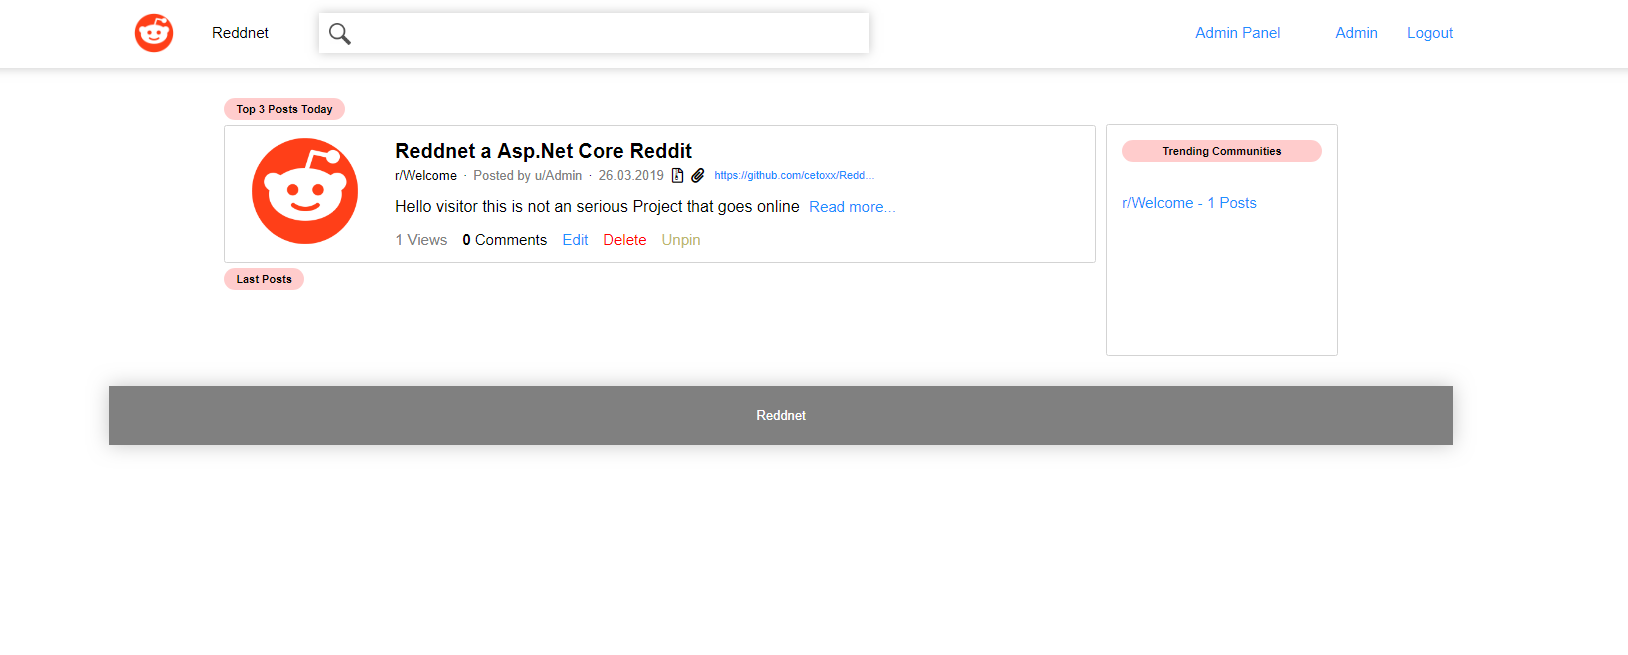 Reddnet
Admin Panel
Admin
Logout
Top 3 Posts Today
Reddnet a Asp.Net Core Reddit
r/Welcome · Posted by u/Admin · 26.03.2019 https://github.com/cetoxx/Redd...
Hello visitor this is not an serious Project that goes online Read more...
1 Views 0 Comments Edit Delete Unpin
Last Posts
Trending Communities
r/Welcome - 1 Posts
Reddnet